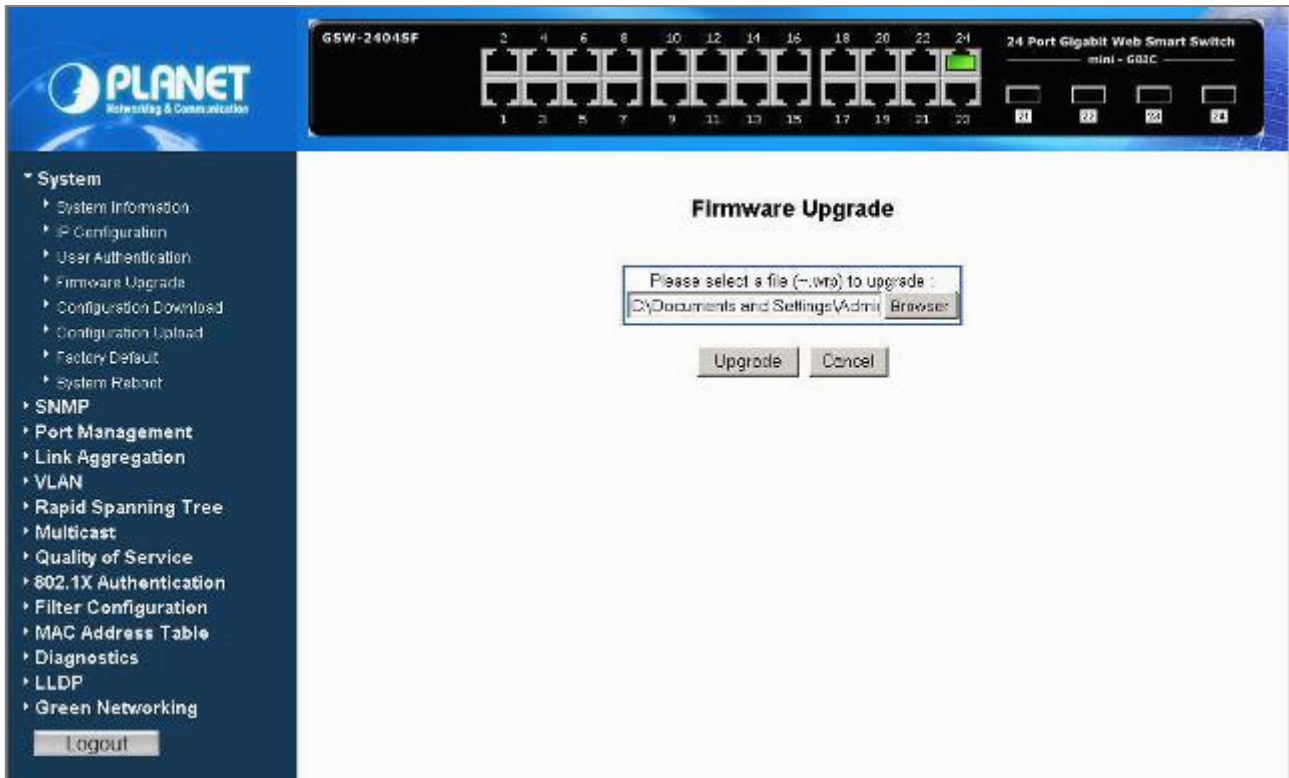 PLANET
Networking & Communication
GSW-2404SF
2 4 6 8 10 12 14 16 18 20 22 24
1 3 5 7 9 11 13 15 17 19 21 23
24 Port Gigabit Web Smart Switch
mini - GBIC
21 22 23 24
System
System Information
IP Configuration
User Authentication
Firmware Upgrade
Configuration Download
Configuration Upload
Factory Default
System Reboot
SNMP
Port Management
Link Aggregation
VLAN
Rapid Spanning Tree
Multicast
Quality of Service
802.1X Authentication
Filter Configuration
MAC Address Table
Diagnostics
LLDP
Green Networking
Logout
Firmware Upgrade
Please select a file (~.wrp) to upgrade :
C:\Documents and Settings\Admi Browser
Upgrade Cancel